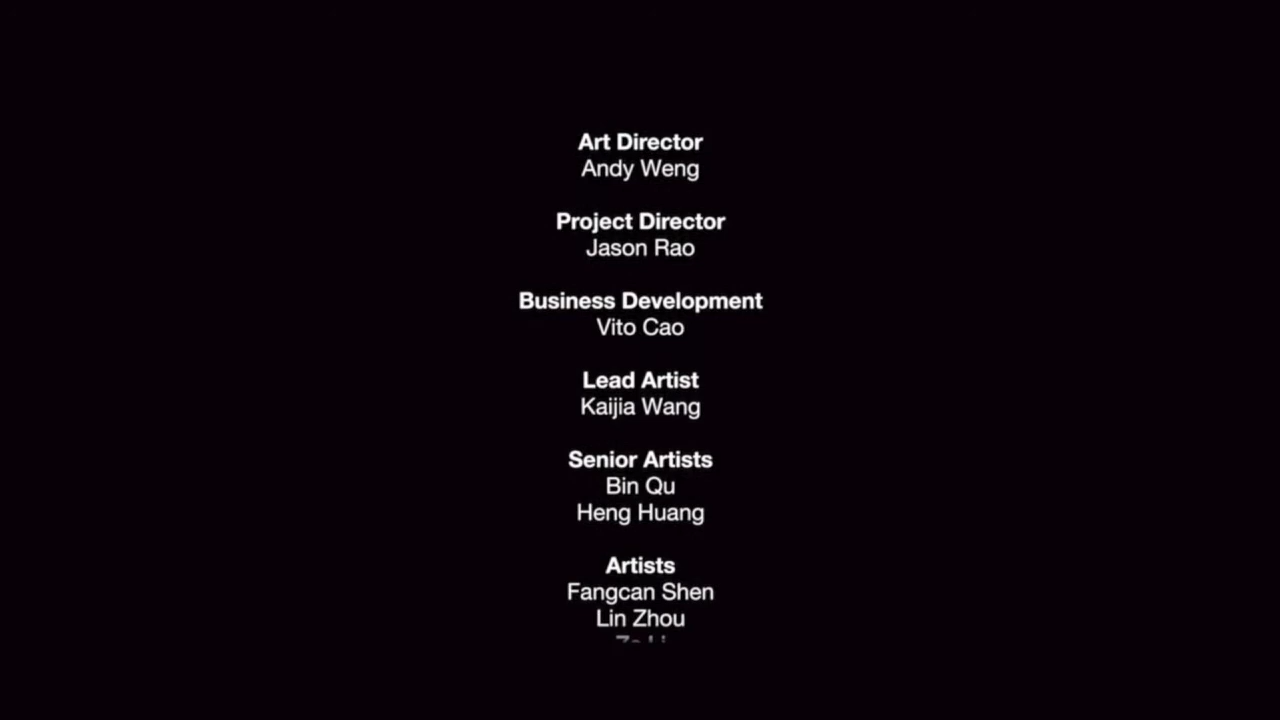 Art Director
Andy Weng
Project Director
Jason Rao
Business Development
Vito Cao
Lead Artist
Kaijia Wang
Senior Artists
Bin Qu
Heng Huang
Artists
Fangcan Shen
Lin Zhou